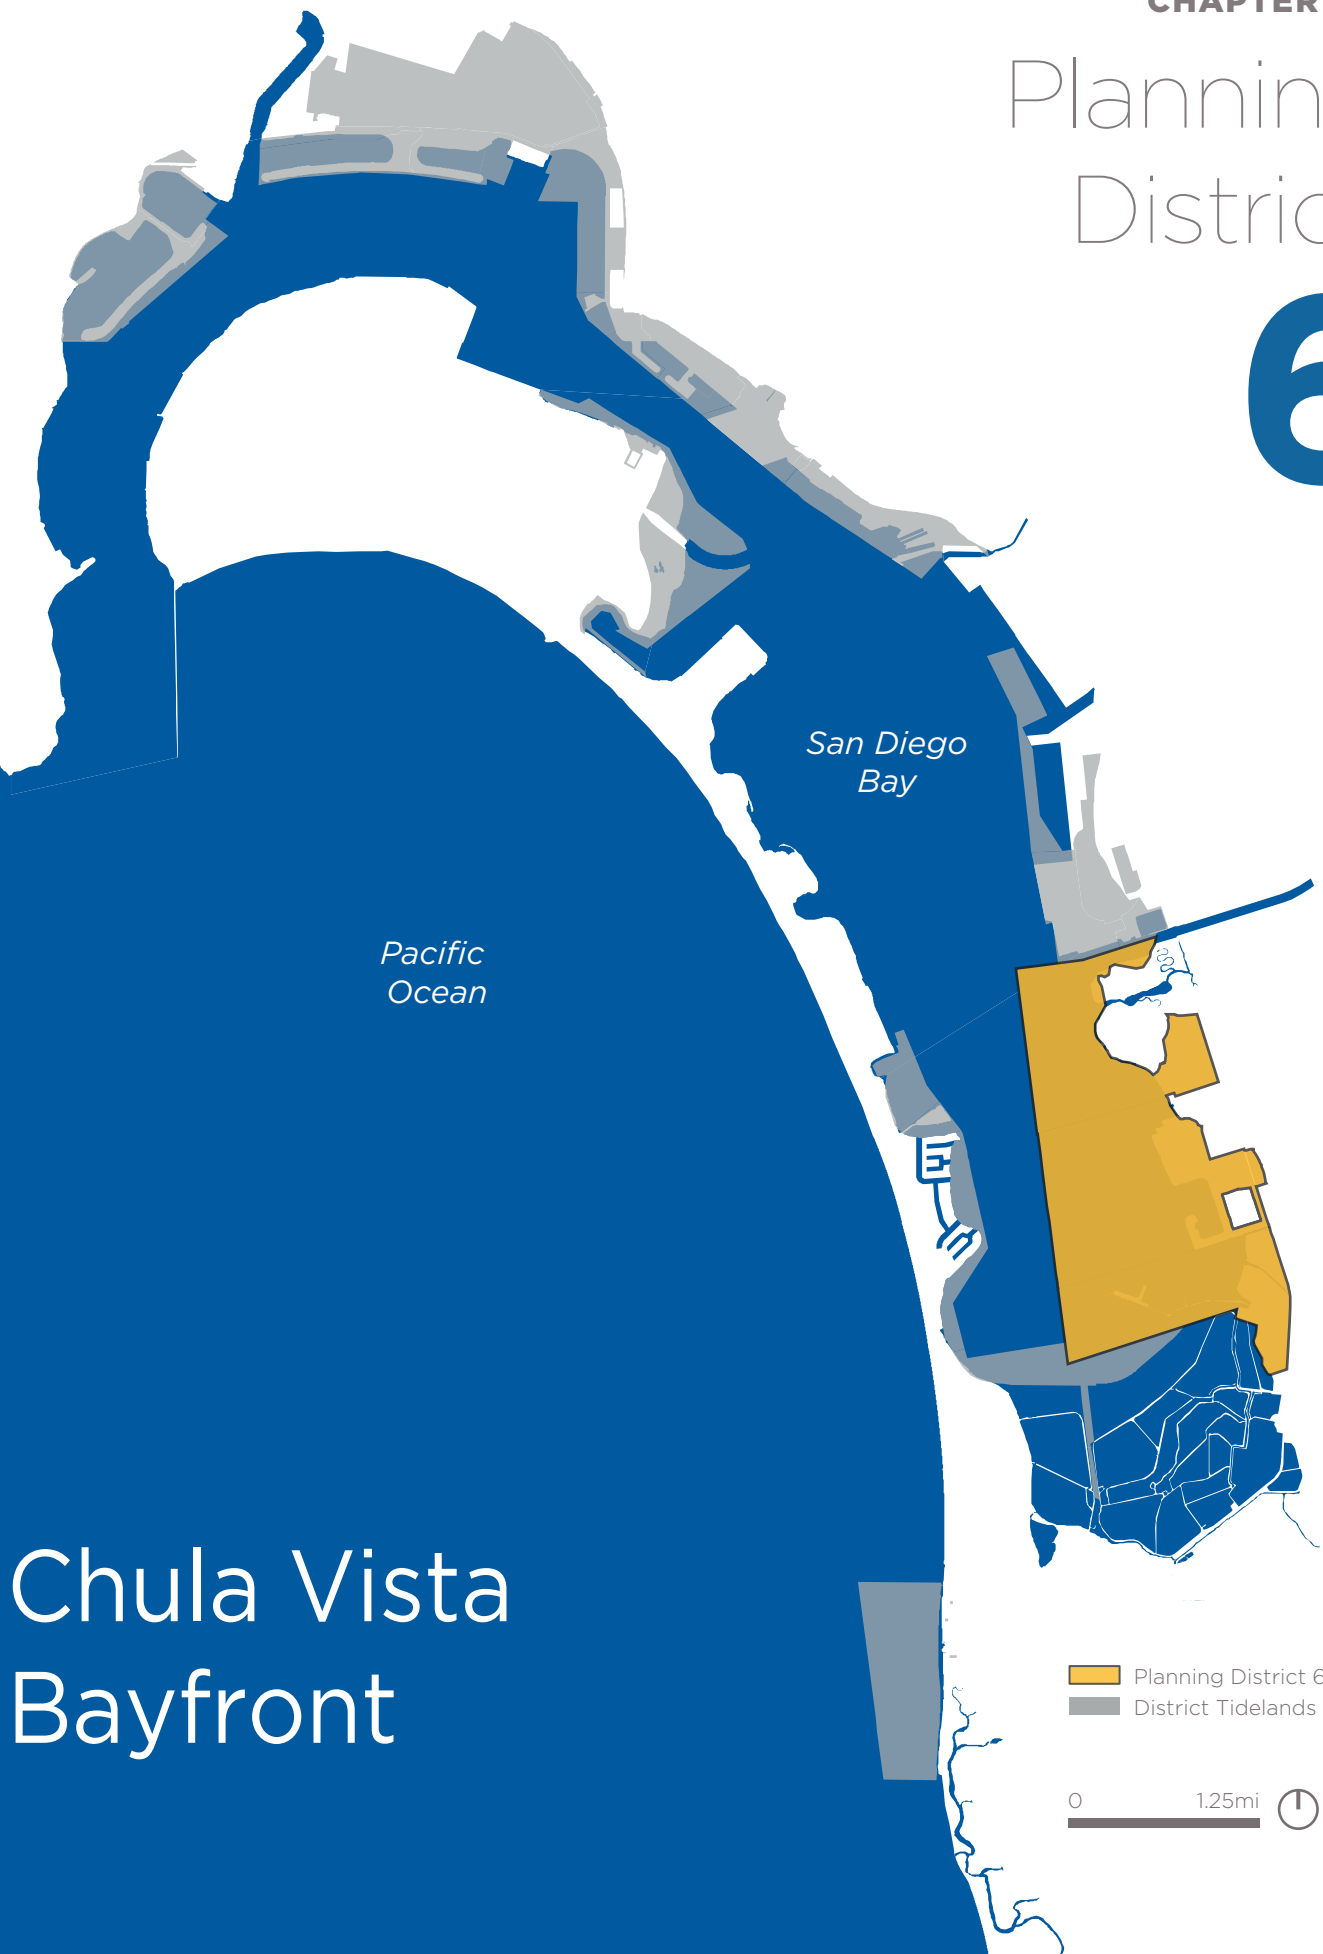 CHAPTER
Plannin
Distric
6
San Diego
Bay
Pacific
Ocean
Chula Vista
Bayfront
Planning District 6
District Tidelands
0 1.25mi